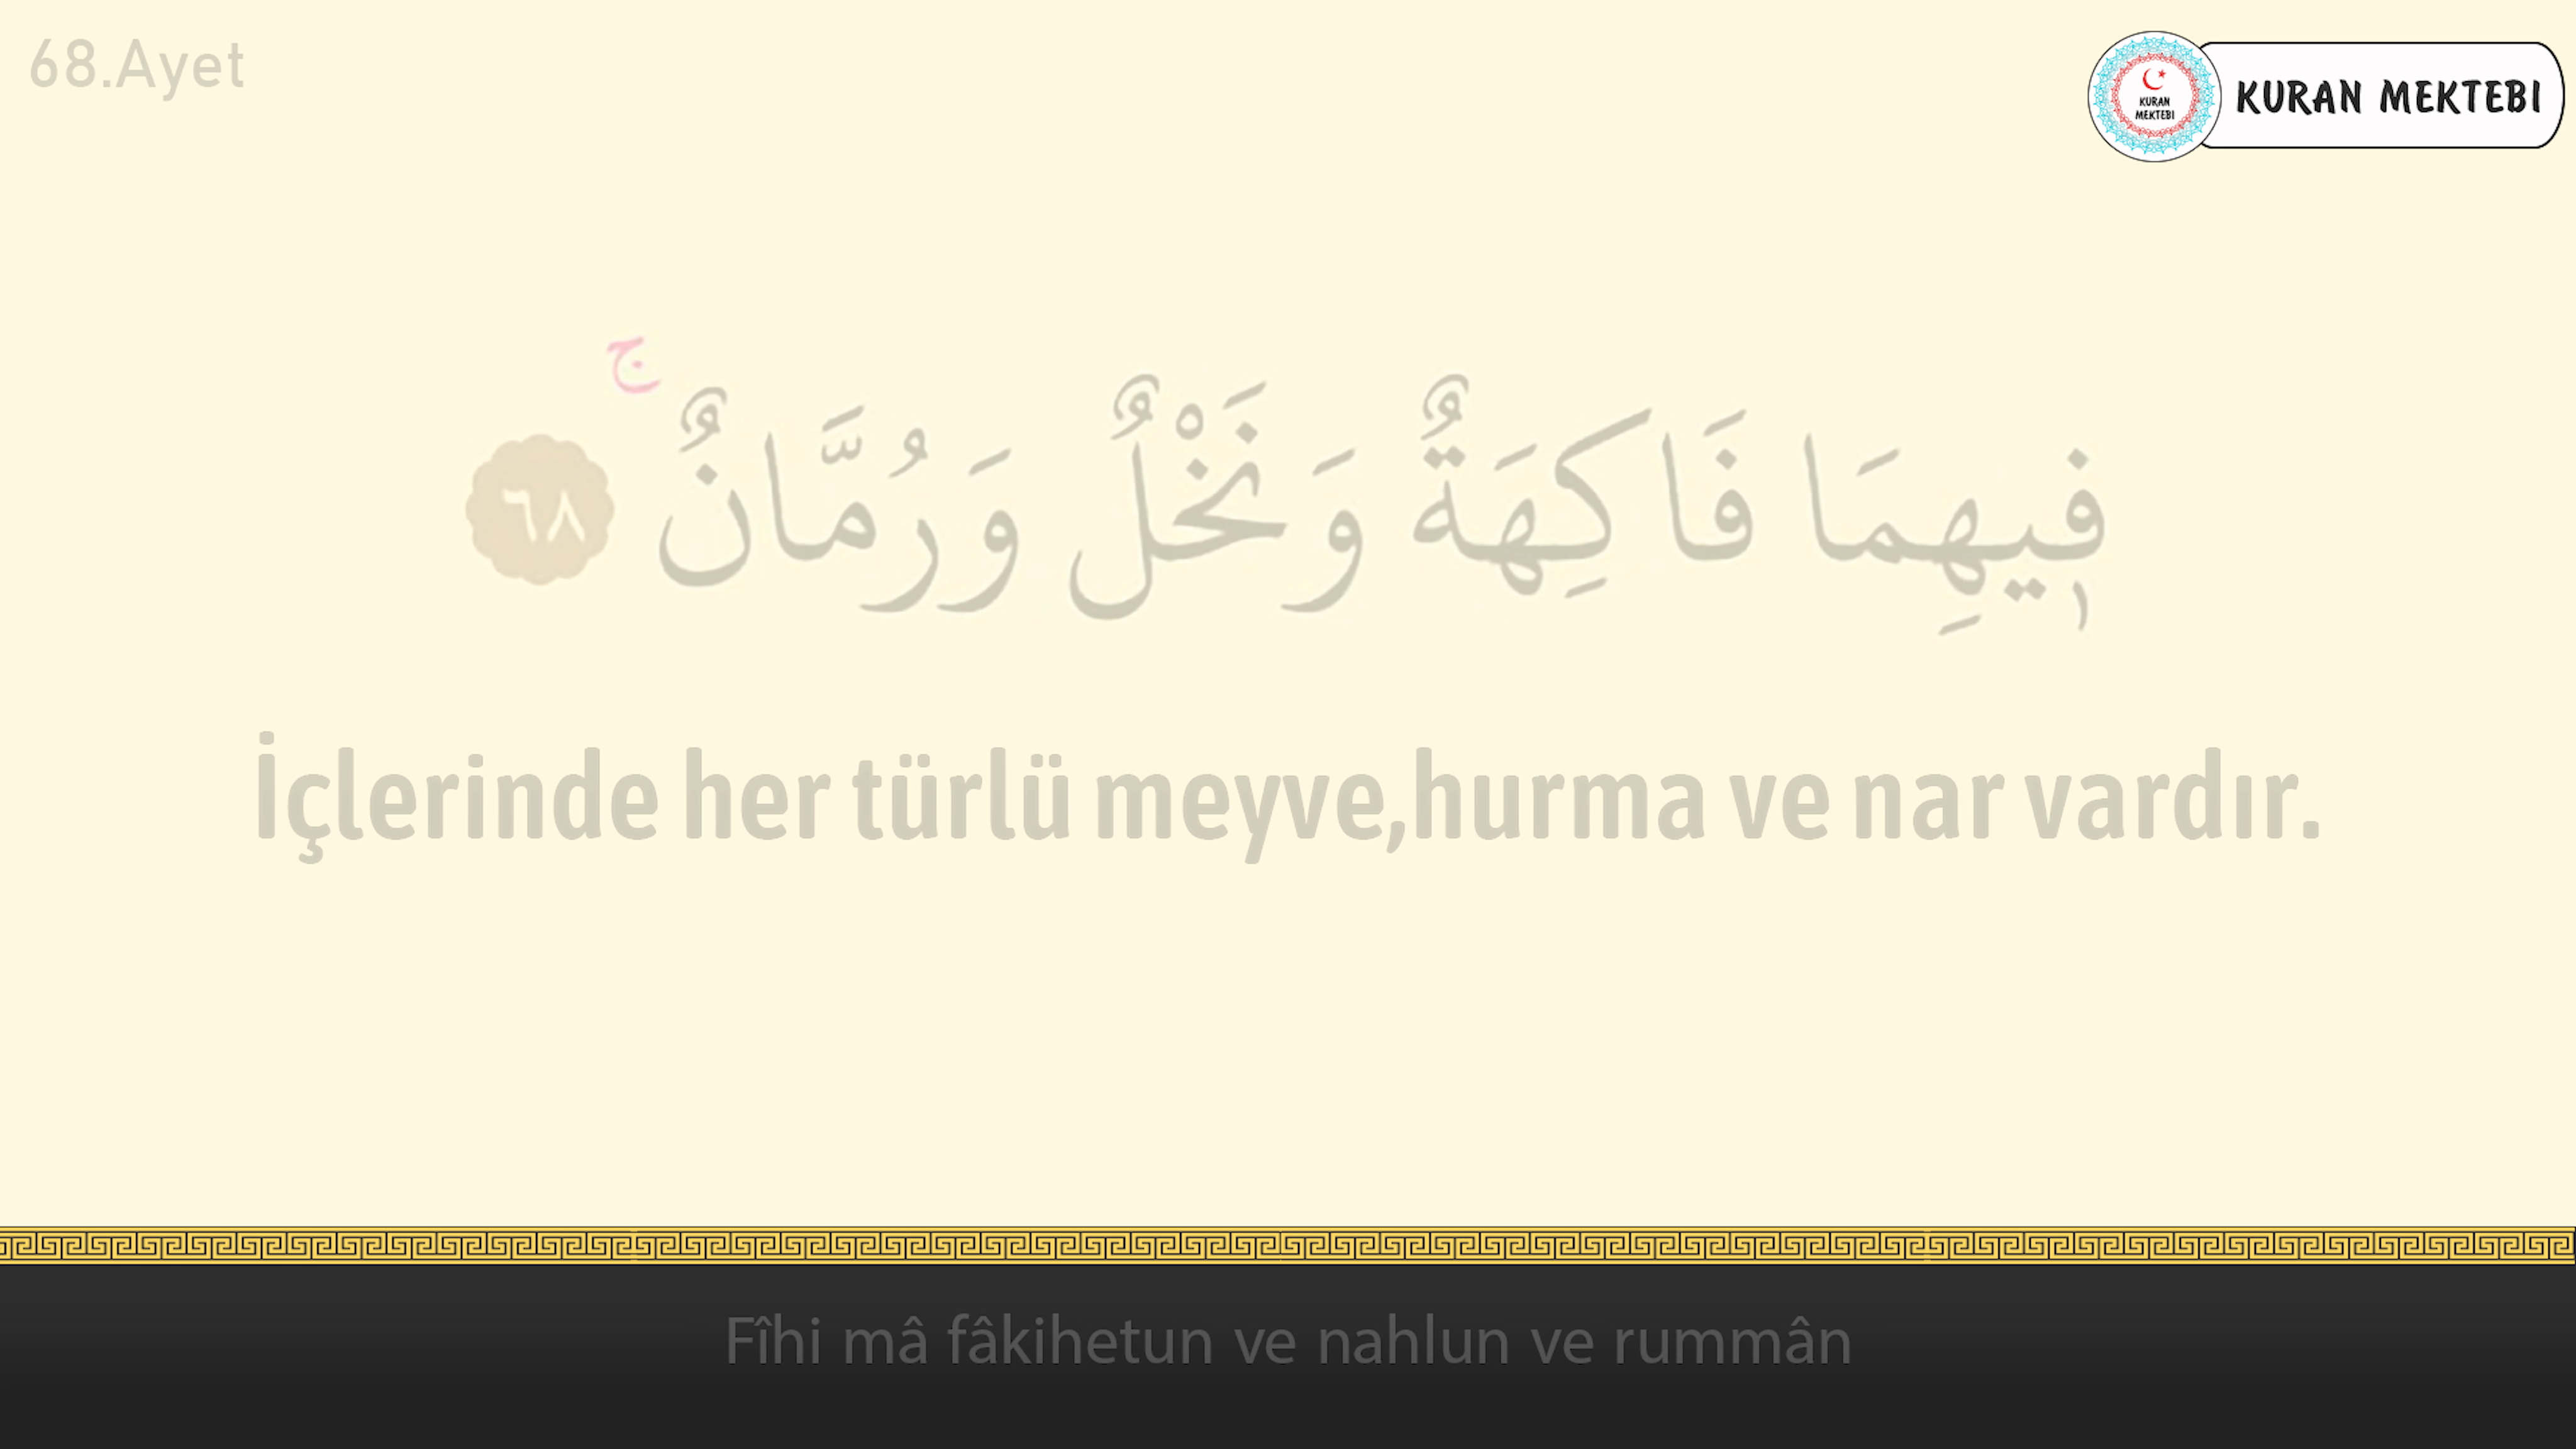 68.Ayet
KURAN
MEKTEBI
KURAN MEKTEBI
ج
فٖيهِمَا فَاكِهَةٌ وَنَخْلٌ وَرُمَّانٌ ٦٨
İçlerinde her türlü meyve,hurma ve nar vardır.
Fîhi mâ fâkihetun ve nahlun ve rummân